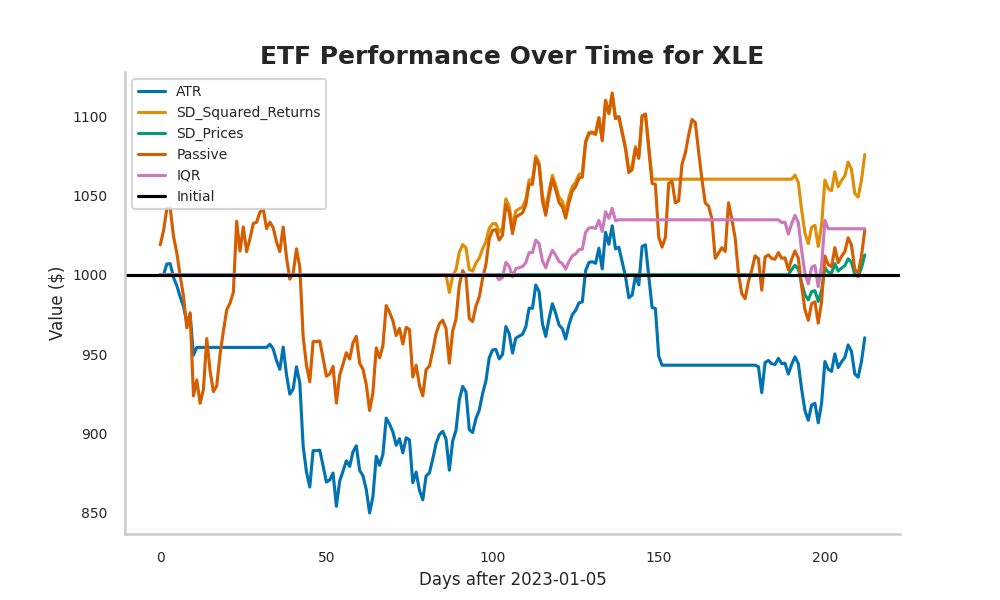 ETF Performance Over Time for XLE
ATR
SD_Squared_Returns
SD_Prices
Passive
IQR
Initial
1100
1050
1000
950
900
850
Value ($)
0 50 100 150 200
Days after 2023-01-05